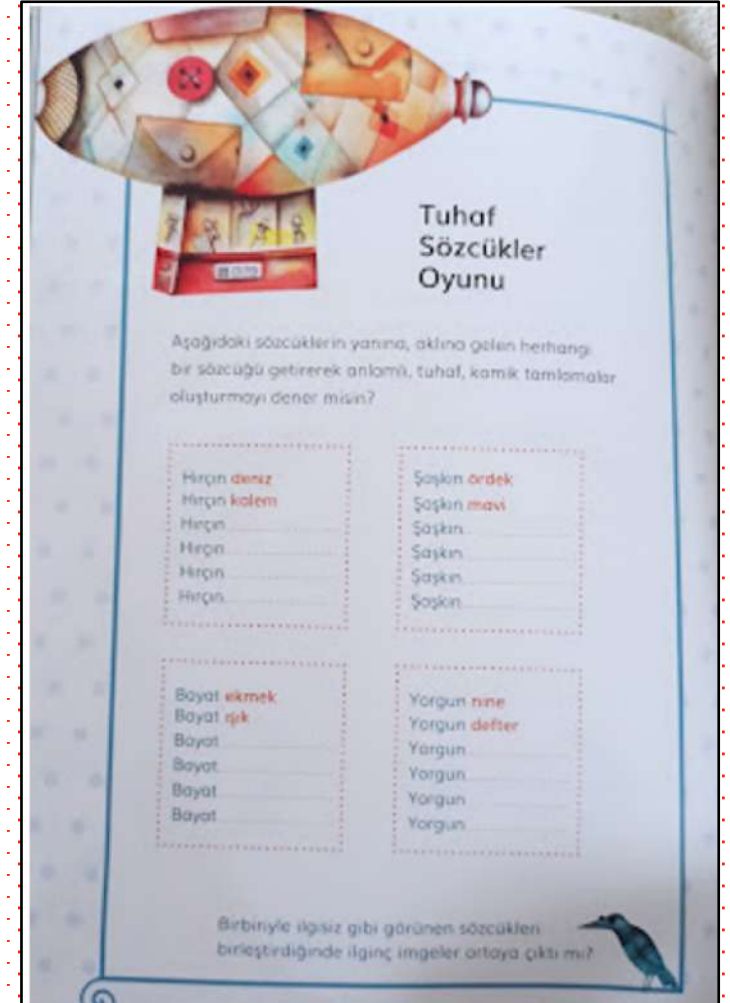 Tuhaf
Sözcükler
Oyunu
Aşağıdaki sözcüklerin yanına, aklına gelen herhangi
bir sözcüğü getirerek anlamlı, tuhaf, komik tamlamalar
oluşturmayı dener misin?
Hırçın deniz
Hırçın kalem
Hırçın
Hırçın
Hırçın
Hırçın
Şaşkın ördek
Şaşkın mavi
Şaşkın
Şaşkın
Şaşkın
Şaşkın
Bayat ekmek
Bayat ışık
Bayat
Bayat
Bayat
Bayat
Yorgun nine
Yorgun defter
Yorgun
Yorgun
Yorgun
Yorgun
Birbiriyle ilgisiz gibi görünen sözcükleri
birleştirdiğinde ilginç imgeler ortaya çıktı mı?